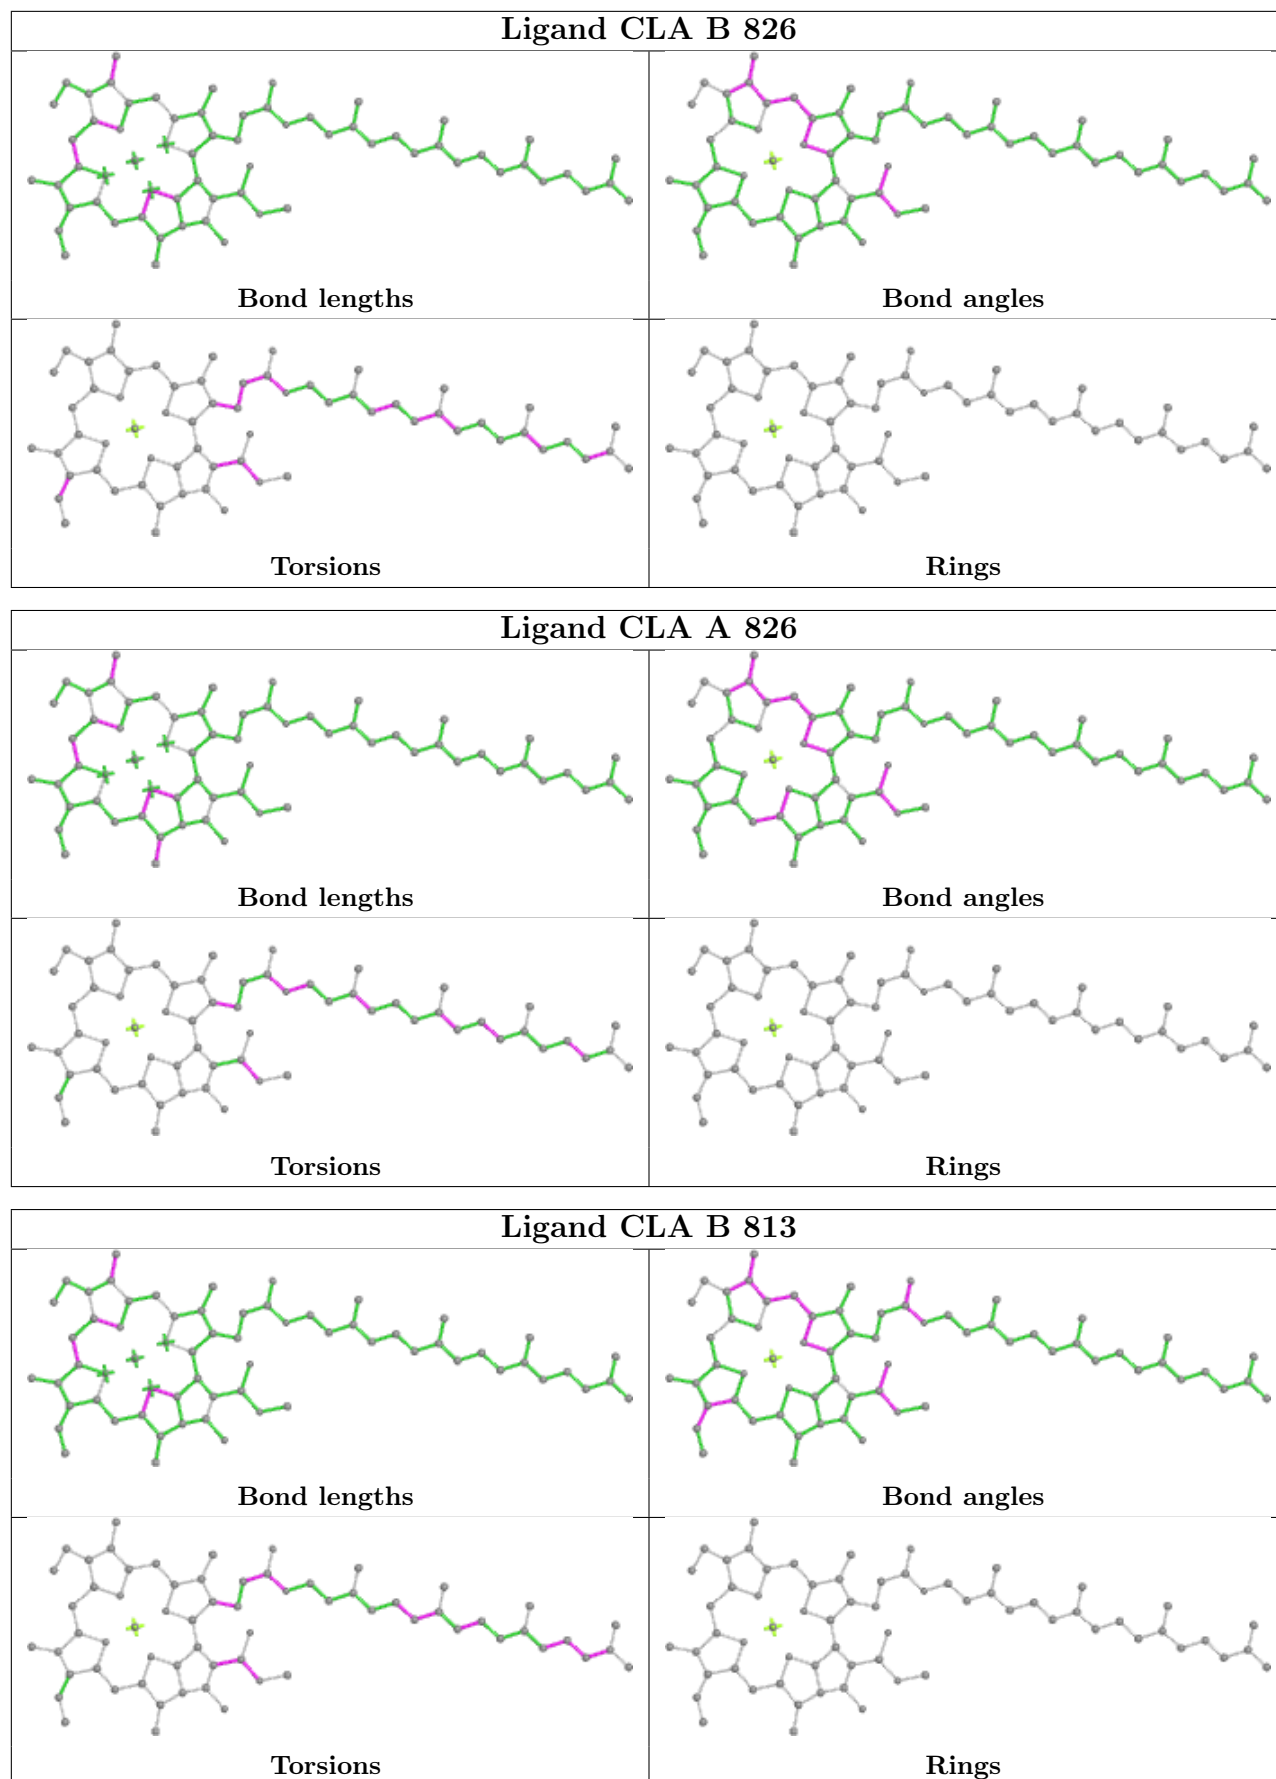 Ligand CLA B 826
Bond lengths
Bond angles
Torsions
Rings
Ligand CLA A 826
Bond lengths
Bond angles
Torsions
Rings
Ligand CLA B 813
Bond lengths
Bond angles
Torsions
Rings